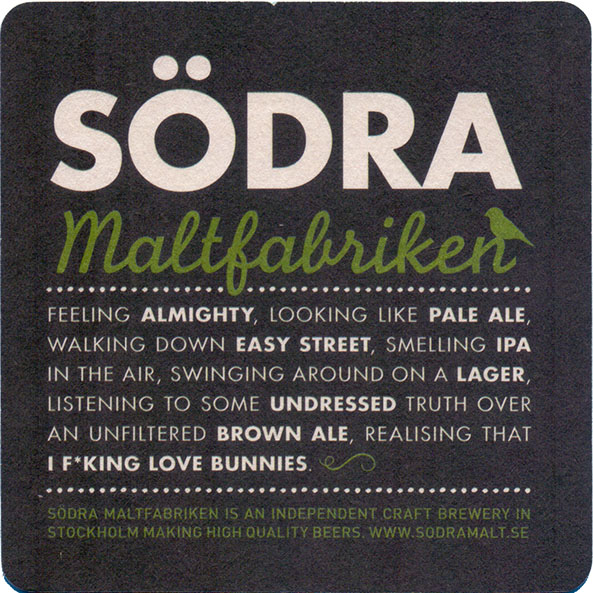 SÖDRA
Maltfabriken
FEELING ALMIGHTY, LOOKING LIKE PALE ALE,
WALKING DOWN EASY STREET, SMELLING IPA
IN THE AIR, SWINGING AROUND ON A LAGER,
LISTENING TO SOME UNDRESSED TRUTH OVER
AN UNFILTERED BROWN ALE, REALISING THAT
I F*KING LOVE BUNNIES.
SÖDRA MALTFABRIKEN IS AN INDEPENDENT CRAFT BREWERY IN
STOCKHOLM MAKING HIGH QUALITY BEERS. WWW.SODRAMALT.SE